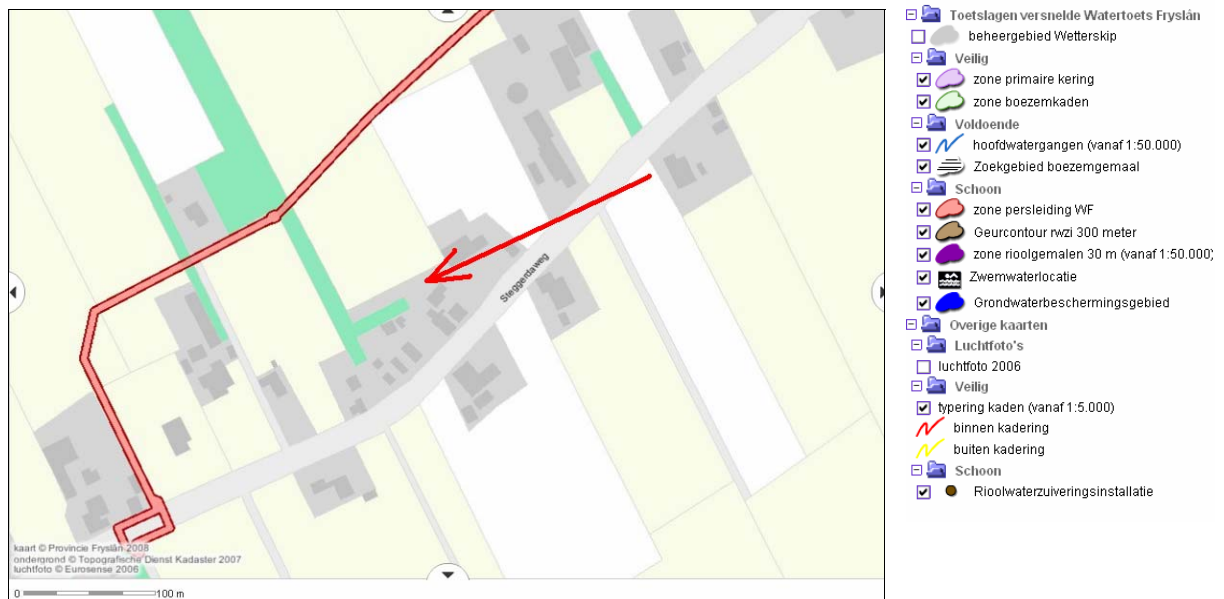 Steggerdaweg
kaart © Provincie Fryslân 2008
ondergrond © Topografische Dienst Kadaster 2007
luchtfoto © Eurosense 2006
0 100 m
Toetslagen versnelde Watertoets Fryslân
beheergebied Wetterskip
Veilig
zone primaire kering
zone boezemkaden
Voldoende
hoofdwatergangen (vanaf 1:50.000)
Zoekgebied boezemgemaal
Schoon
zone persleiding WF
Geurcontour rwzi 300 meter
zone rioolgemalen 30 m (vanaf 1:50.000)
Zwemwaterlocatie
Grondwaterbeschermingsgebied
Overige kaarten
Luchtfoto's
luchtfoto 2006
Veilig
typering kaden (vanaf 1:5.000)
binnen kadering
buiten kadering
Schoon
Rioolwaterzuiveringsinstallatie